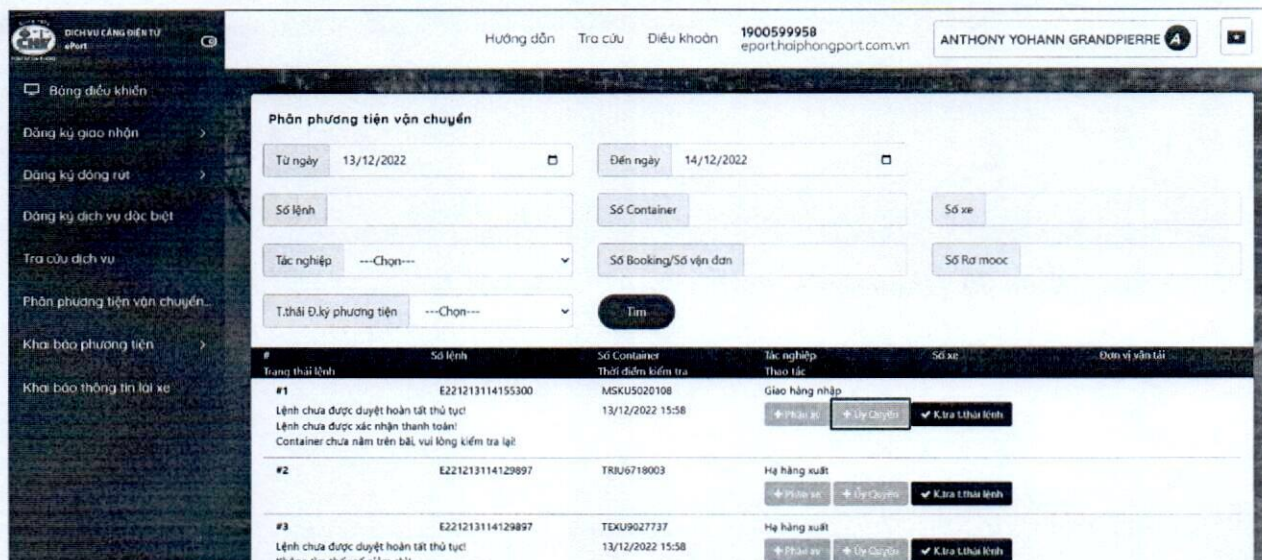 DỊCH VỤ CẢNG ĐIỆN TỬ
ePort
Hướng dẫn Tra cứu Điều khoản 1900599958
eport.haiphongport.com.vn
ANTHONY YOHANN GRANDPIERRE A
Bảng điều khiển
Đăng ký giao nhận
Đăng ký đóng rút
Đăng ký dịch vụ đặc biệt
Tra cứu dịch vụ
Phân phương tiện vận chuyển...
Khai báo phương tiện
Khai báo thông tin lái xe
Phân phương tiện vận chuyển
Từ ngày 13/12/2022 Đến ngày 14/12/2022
Số lệnh Số Container Số xe
Tác nghiệp ---Chọn--- Số Booking/Số vận đơn Số Rơ mooc
T.thái Đ.ký phương tiện ---Chọn--- Tìm
# Số lệnh Số Container Tác nghiệp Số xe Đơn vị vận tải
Trạng thái lệnh Thời điểm kiểm tra Thao tác
#1 E221213114155300 MSKU5020108 Giao hàng nhập
Lệnh chưa được duyệt hoàn tất thủ tục! 13/12/2022 15:58 + Phân xe + Ủy Quyền ✔ K.tra t.thái lệnh
Lệnh chưa được xác nhận thanh toán!
Container chưa nằm trên bãi, vui lòng kiểm tra lại!
#2 E221213114129897 TRIU6718003 Hạ hàng xuất
+ Phân xe + Ủy Quyền ✔ K.tra t.thái lệnh
#3 E221213114129897 TEXU9027737 Hạ hàng xuất
Lệnh chưa được duyệt hoàn tất thủ tục! 13/12/2022 15:58 + Phân xe + Ủy Quyền ✔ K.tra t.thái lệnh